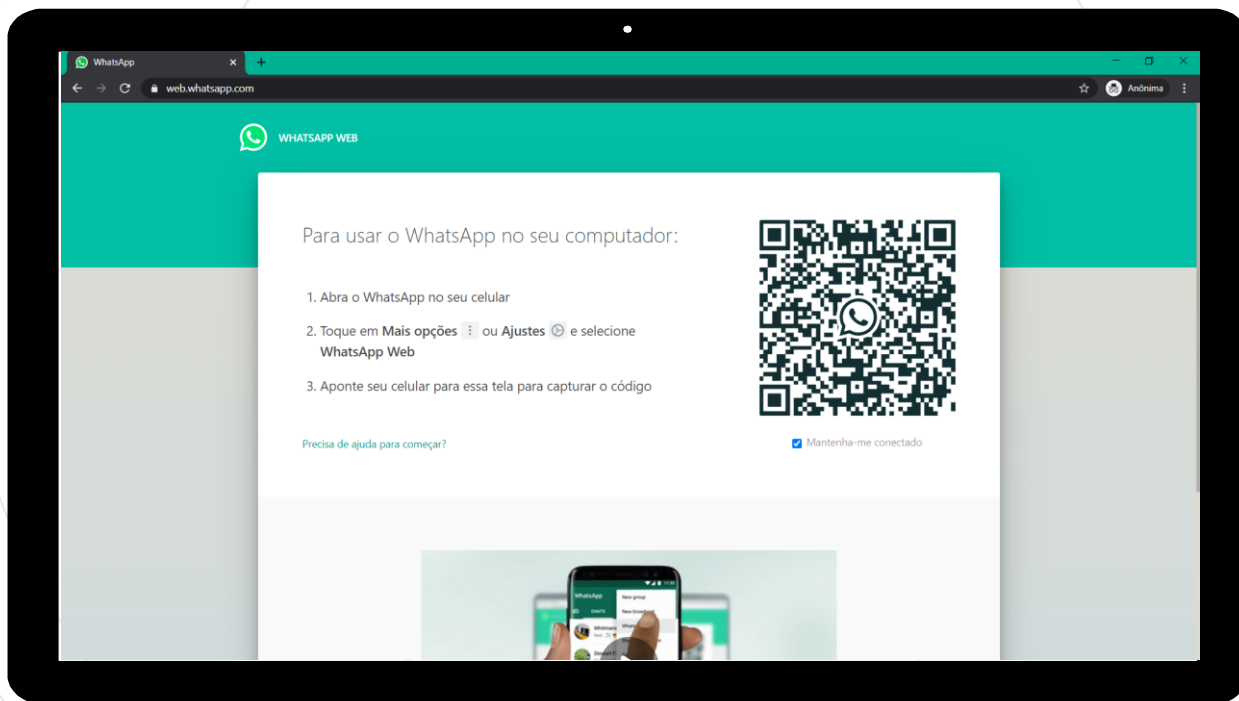 WhatsApp
web.whatsapp.com
Anônima
WHATSAPP WEB
Para usar o WhatsApp no seu computador:
1. Abra o WhatsApp no seu celular
2. Toque em Mais opções ou Ajustes e selecione
WhatsApp Web
3. Aponte seu celular para essa tela para capturar o código
Precisa de ajuda para começar?
Mantenha-me conectado
WhatsApp
New group
CHATS
New broadcast